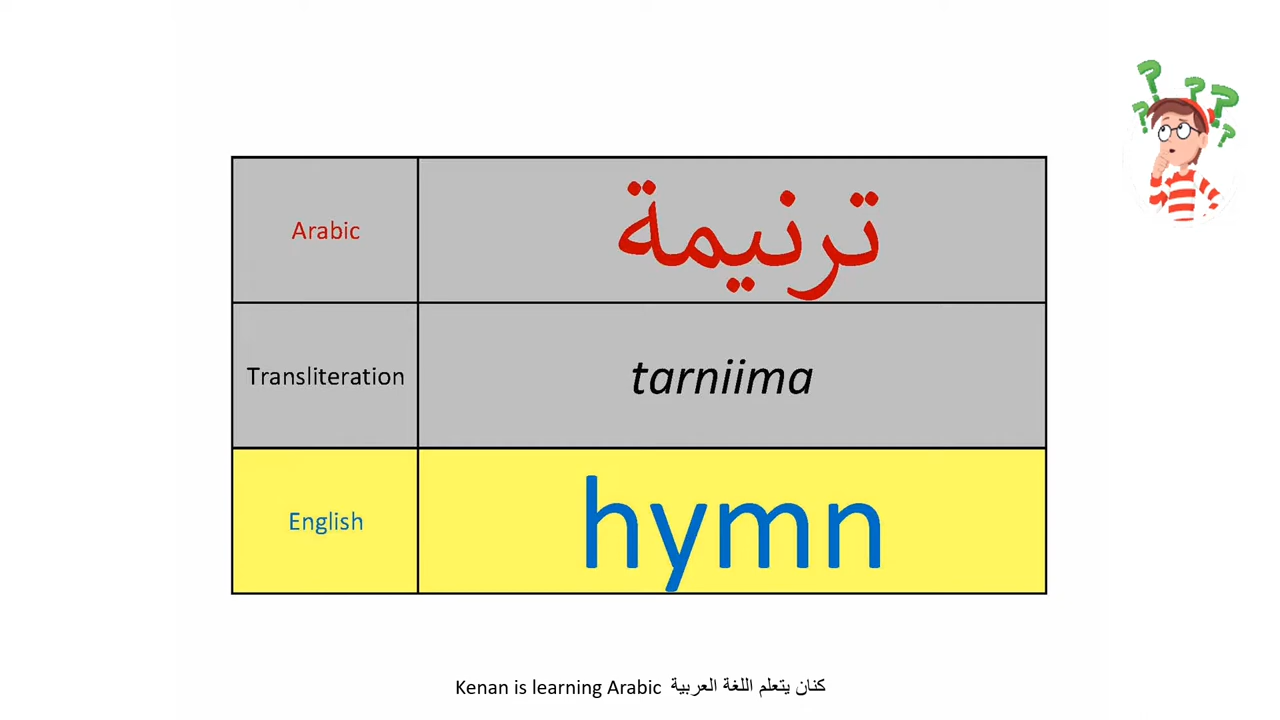 Arabic ترنيمة
Transliteration tarniima
English hymn
Kenan is learning Arabic كنان يتعلم اللغة العربية